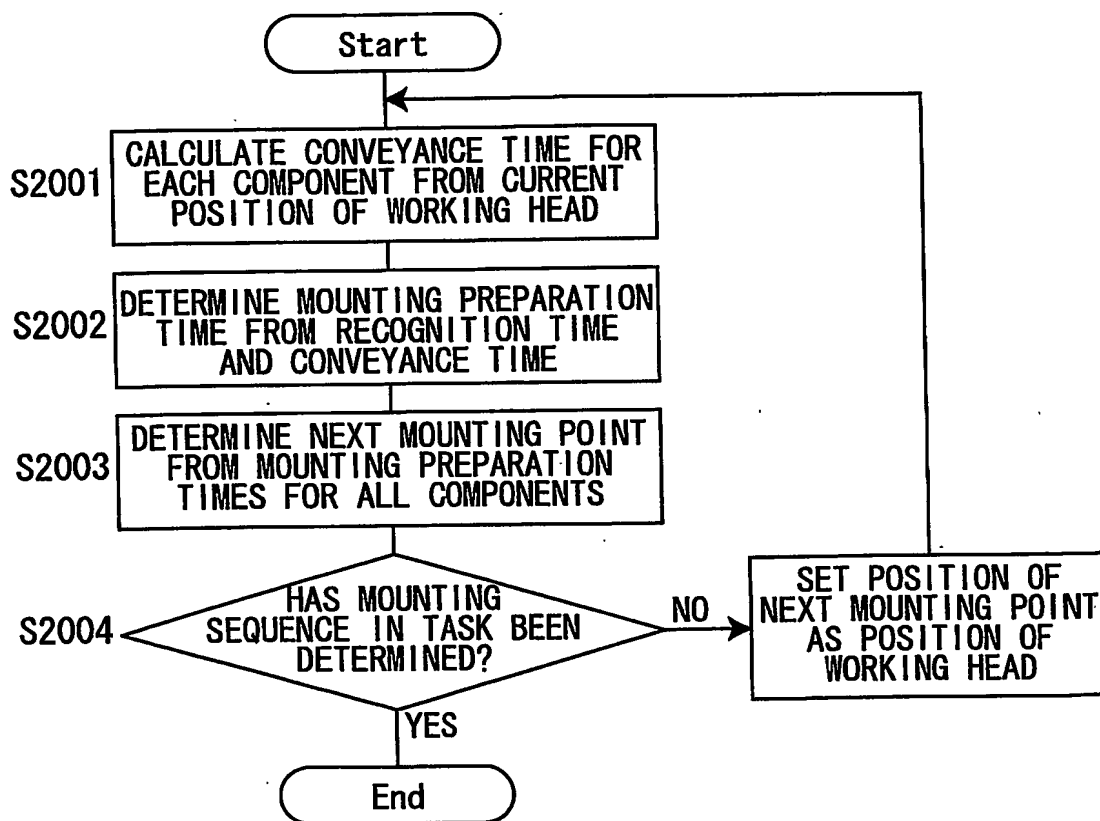 Start
S2001
CALCULATE CONVEYANCE TIME FOR
EACH COMPONENT FROM CURRENT
POSITION OF WORKING HEAD
S2002
DETERMINE MOUNTING PREPARATION
TIME FROM RECOGNITION TIME
AND CONVEYANCE TIME
S2003
DETERMINE NEXT MOUNTING POINT
FROM MOUNTING PREPARATION
TIMES FOR ALL COMPONENTS
S2004
HAS MOUNTING
SEQUENCE IN TASK BEEN
DETERMINED?
NO
SET POSITION OF
NEXT MOUNTING POINT
AS POSITION OF
WORKING HEAD
YES
End